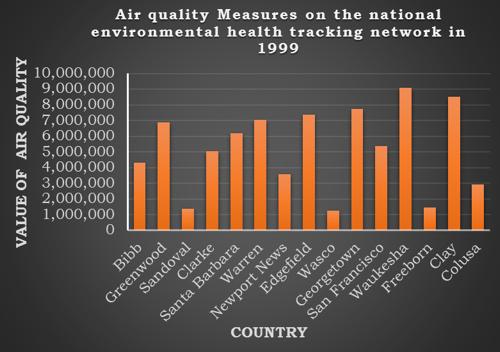 Air quality Measures on the national
environmental health tracking network in
1999
VALUE OF AIR QUALITY
10,000,000
9,000,000
8,000,000
7,000,000
6,000,000
5,000,000
4,000,000
3,000,000
2,000,000
1,000,000
0
Bibb
Greenwood
Sandoval
Clarke
Santa Barbara
Warren
Newport News
Edgefield
Wasco
Georgetown
San Francisco
Waukesha
Freeborn
Clay
Colusa
COUNTRY